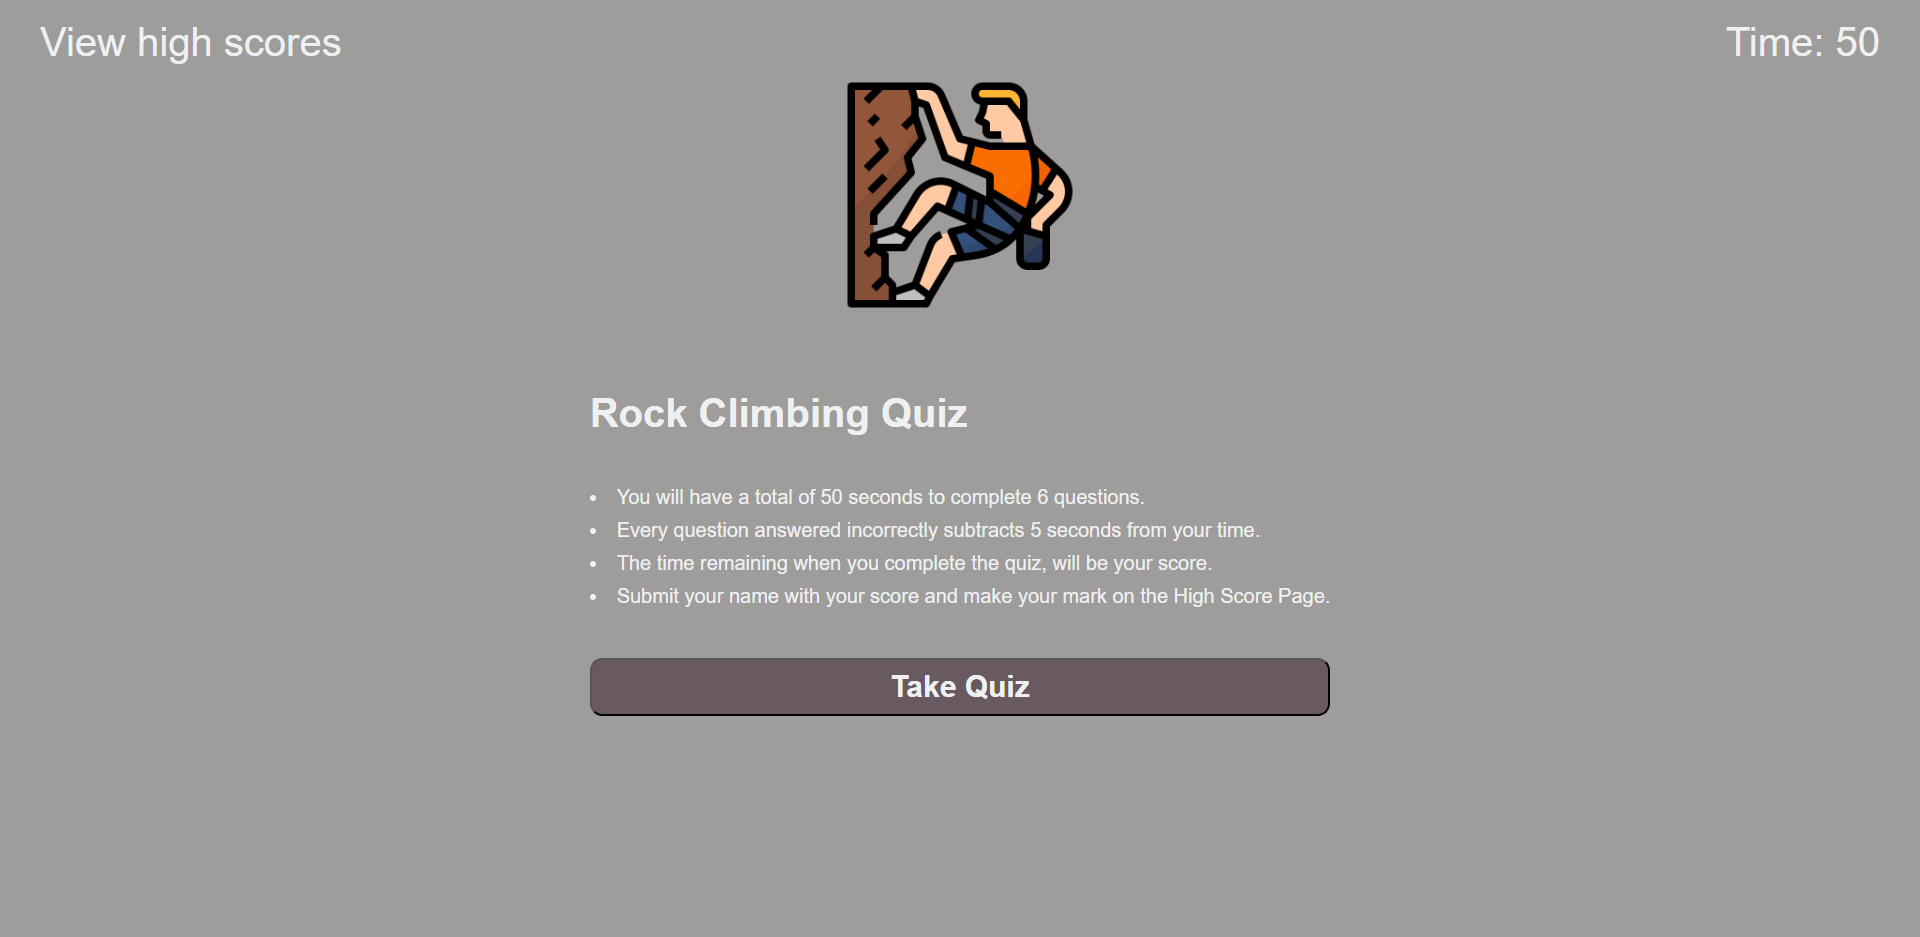 View high scores
Time: 50
Rock Climbing Quiz
You will have a total of 50 seconds to complete 6 questions.
Every question answered incorrectly subtracts 5 seconds from your time.
The time remaining when you complete the quiz, will be your score.
Submit your name with your score and make your mark on the High Score Page.
Take Quiz